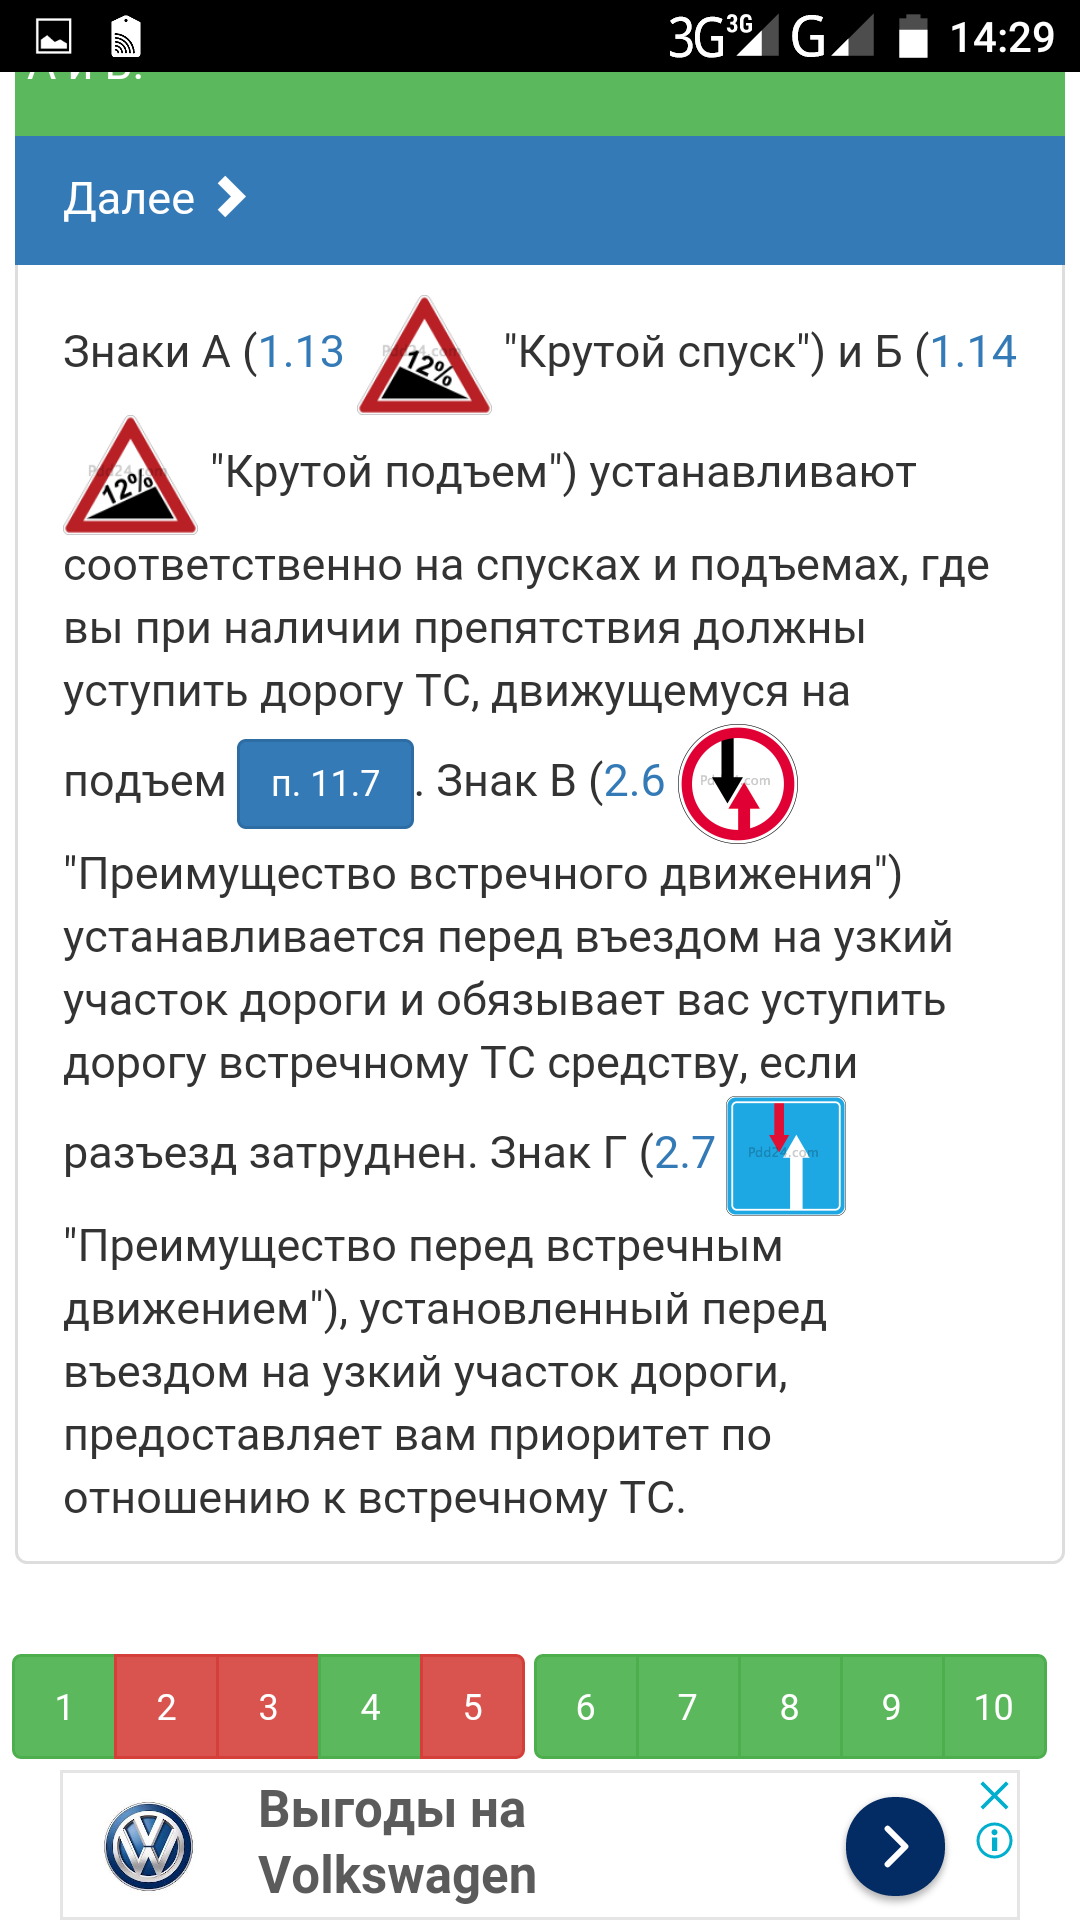 3G 3G G 14:29
Далее
Знаки А (1.13 12% "Крутой спуск") и Б (1.14
12% "Крутой подъем") устанавливают
соответственно на спусках и подъемах, где
вы при наличии препятствия должны
уступить дорогу ТС, движущемуся на
подъем п. 11.7 . Знак В (2.6
"Преимущество встречного движения")
устанавливается перед въездом на узкий
участок дороги и обязывает вас уступить
дорогу встречному ТС средству, если
разъезд затруднен. Знак Г (2.7 Pdd24.com
"Преимущество перед встречным
движением"), установленный перед
въездом на узкий участок дороги,
предоставляет вам приоритет по
отношению к встречному ТС.
1 2 3 4 5 6 7 8 9 10
Выгоды на
Volkswagen